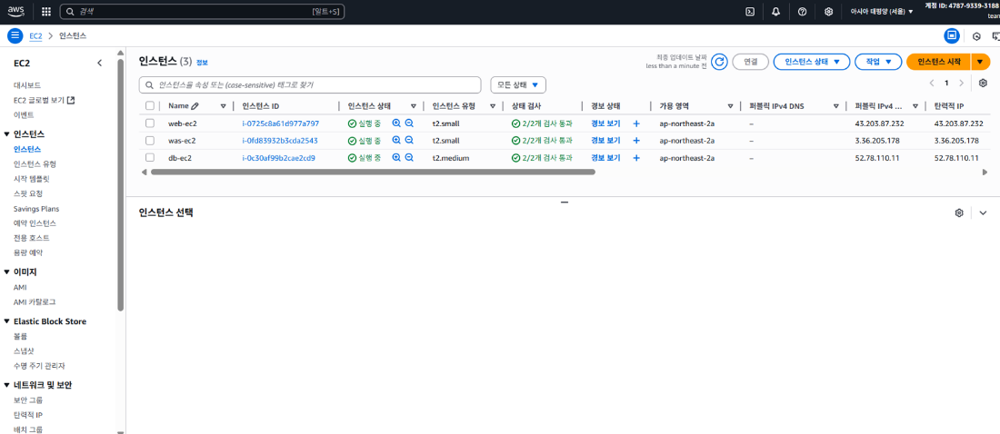 aws
검색 [알트+S]
아시아 태평양 (서울) ▼
계정 ID: 4787-9339-3188
team
EC2 > 인스턴스
EC2
대시보드
EC2 글로벌 보기
이벤트
▼ 인스턴스
인스턴스
인스턴스 유형
시작 템플릿
스팟 요청
Savings Plans
예약 인스턴스
전용 호스트
용량 예약
▼ 이미지
AMI
AMI 카탈로그
▼ Elastic Block Store
볼륨
스냅샷
수명 주기 관리자
▼ 네트워크 및 보안
보안 그룹
탄력적 IP
배치 그룹
인스턴스 (3) 정보
최종 업데이트 날짜
less than a minute 전
연결
인스턴스 상태 ▼
작업 ▼
인스턴스 시작 ▼
인스턴스을 속성 또는 (case-sensitive) 태그로 찾기
모든 상태 ▼
< 1 >
Name 인스턴스 ID 인스턴스 상태 인스턴스 유형 상태 검사 경보 상태 가용 영역 퍼블릭 IPv4 DNS 퍼블릭 IPv4 ... 탄력적 IP
web-ec2 i-0725c8a61d977a797 실행 중 t2.small 2/2개 검사 통과 경보 보기 + ap-northeast-2a – 43.203.87.232 43.203.87.232
was-ec2 i-0fd83932b3cda2543 실행 중 t2.small 2/2개 검사 통과 경보 보기 + ap-northeast-2a – 3.36.205.178 3.36.205.178
db-ec2 i-0c30af99b2cae2cd9 실행 중 t2.medium 2/2개 검사 통과 경보 보기 + ap-northeast-2a – 52.78.110.11 52.78.110.11
인스턴스 선택